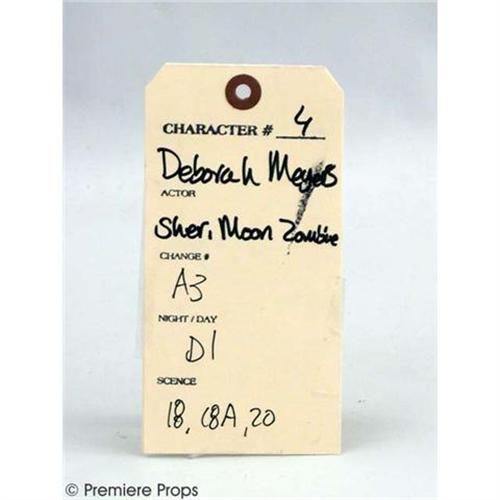 CHARACTER # 4
Deborah Meyers
ACTOR
Sheri Moon Zombie
CHANGE #
A3
NIGHT / DAY
D1
SCENCE
18, 18A, 20
© Premiere Props